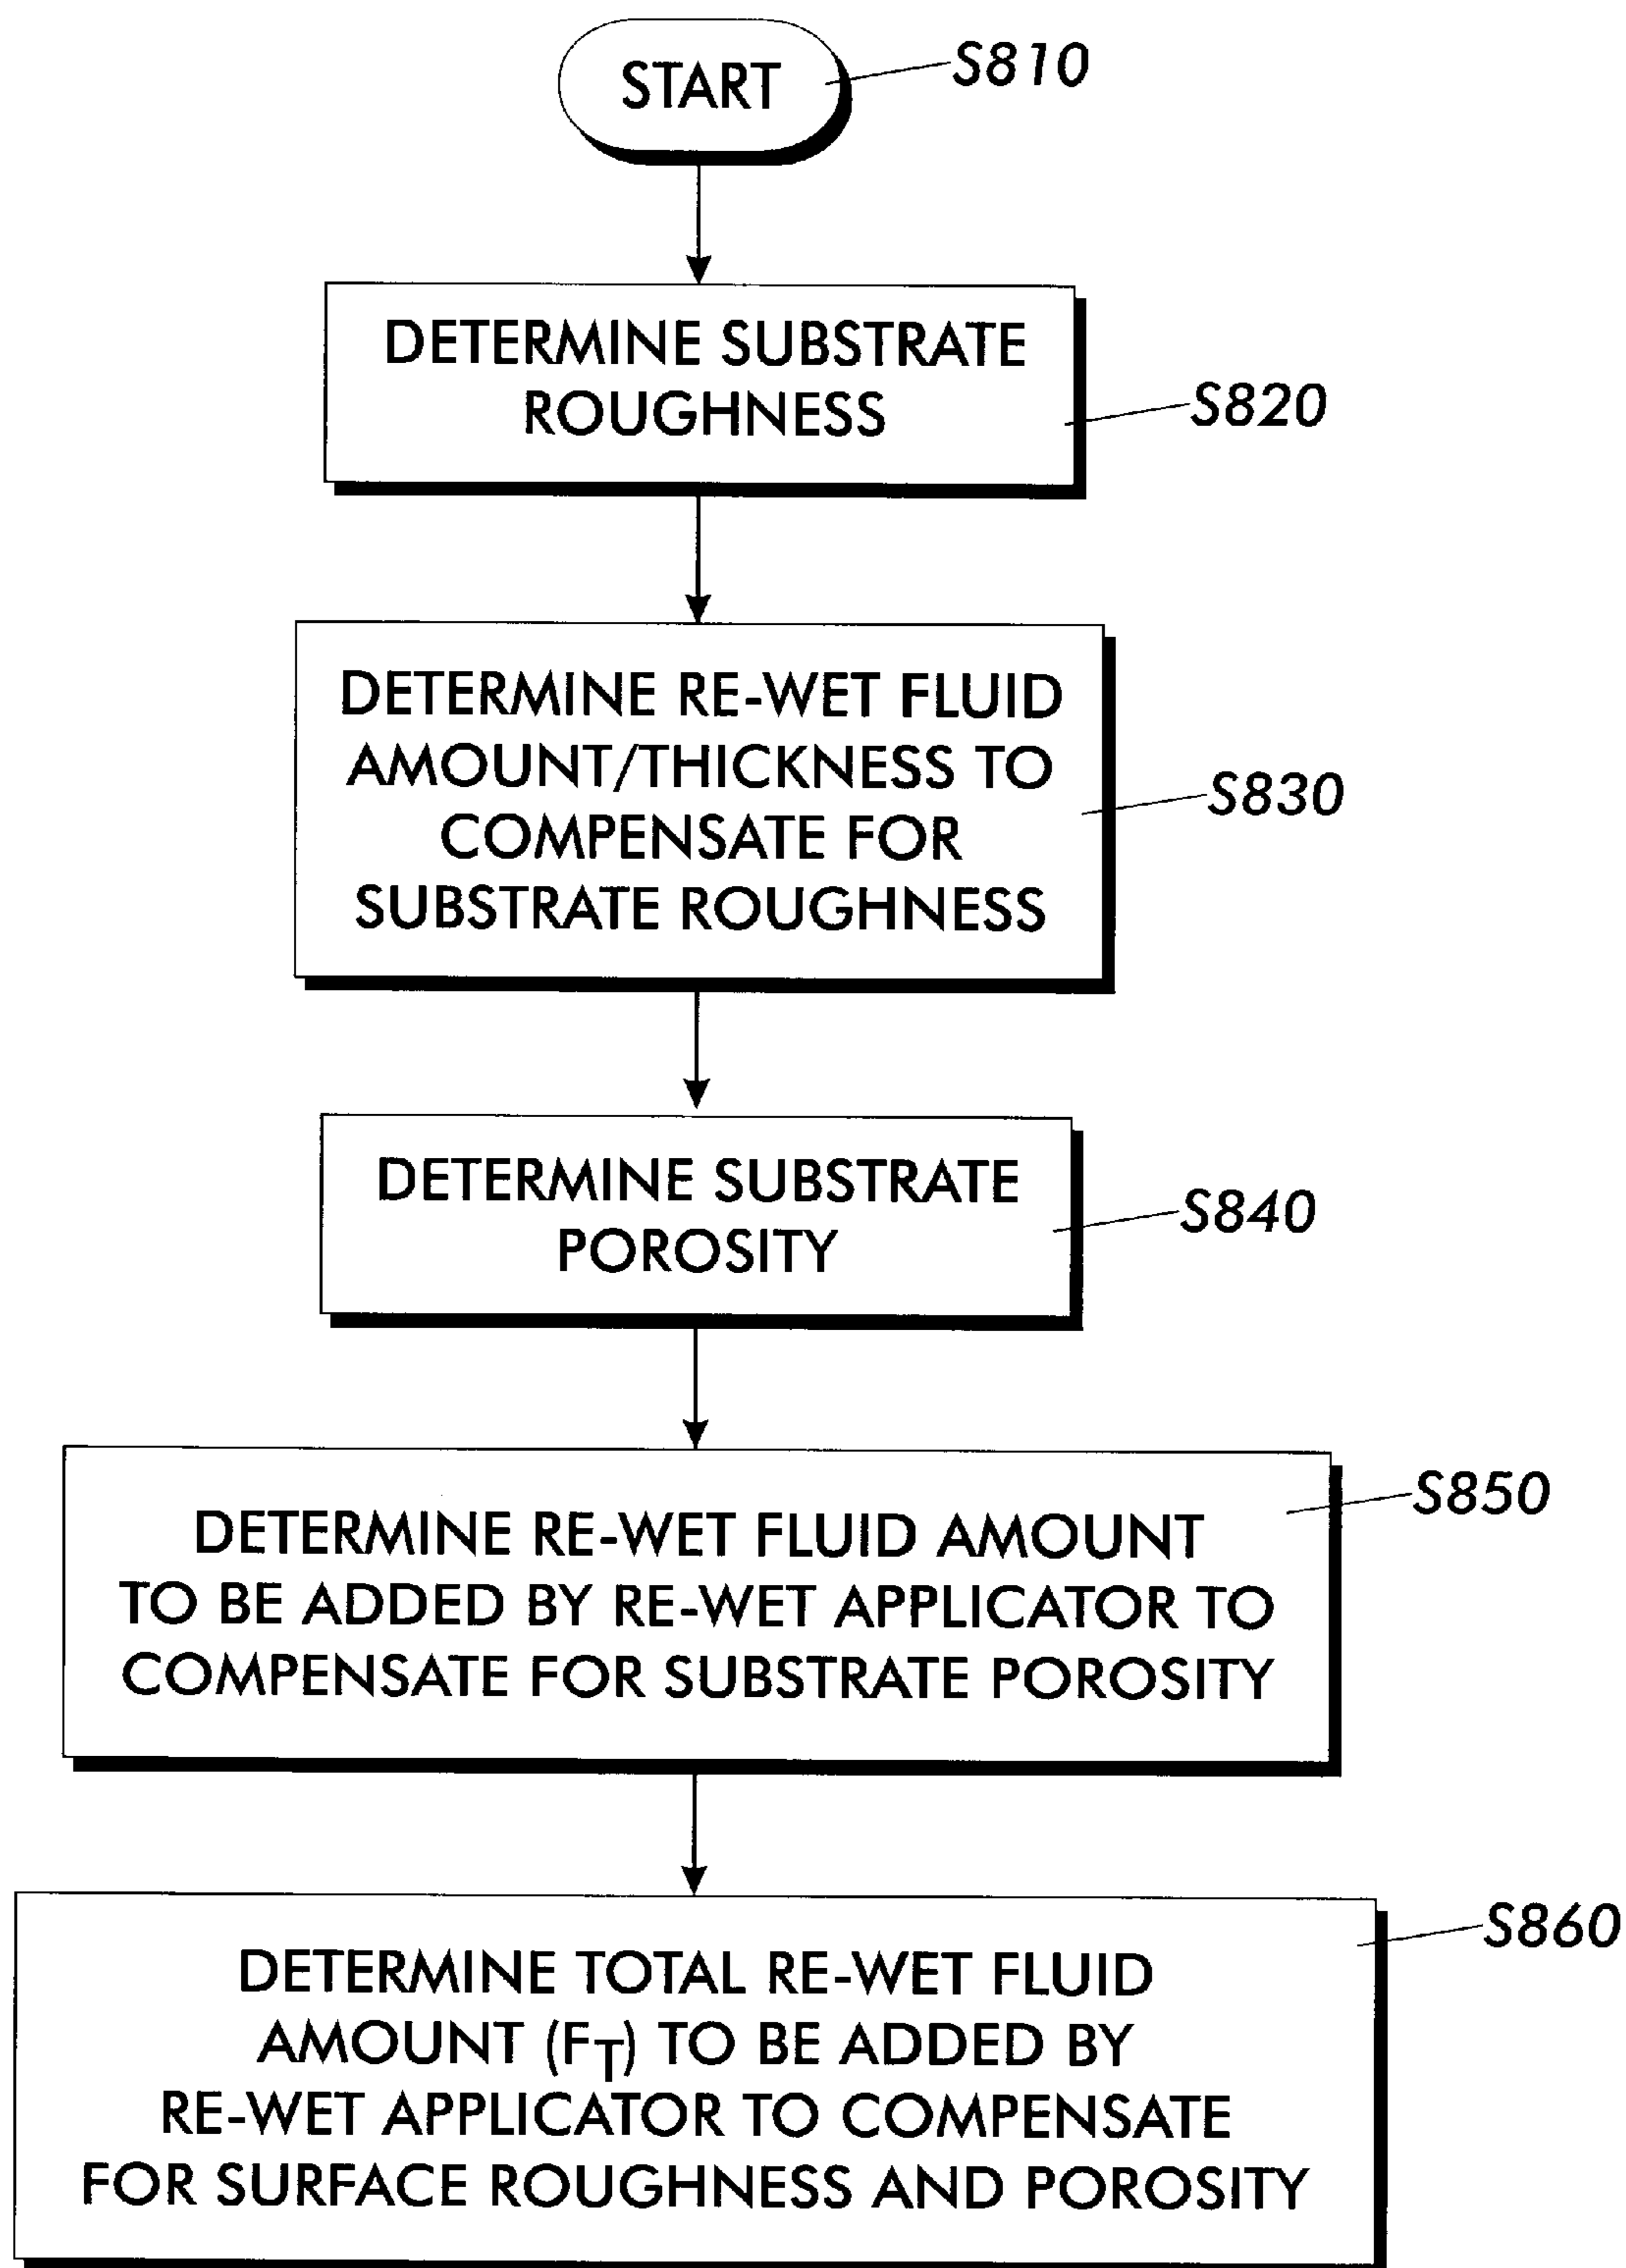 START
S810
DETERMINE SUBSTRATE
ROUGHNESS
S820
DETERMINE RE-WET FLUID
AMOUNT/THICKNESS TO
COMPENSATE FOR
SUBSTRATE ROUGHNESS
S830
DETERMINE SUBSTRATE
POROSITY
S840
DETERMINE RE-WET FLUID AMOUNT
TO BE ADDED BY RE-WET APPLICATOR TO
COMPENSATE FOR SUBSTRATE POROSITY
S850
DETERMINE TOTAL RE-WET FLUID
AMOUNT (FT) TO BE ADDED BY
RE-WET APPLICATOR TO COMPENSATE
FOR SURFACE ROUGHNESS AND POROSITY
S860